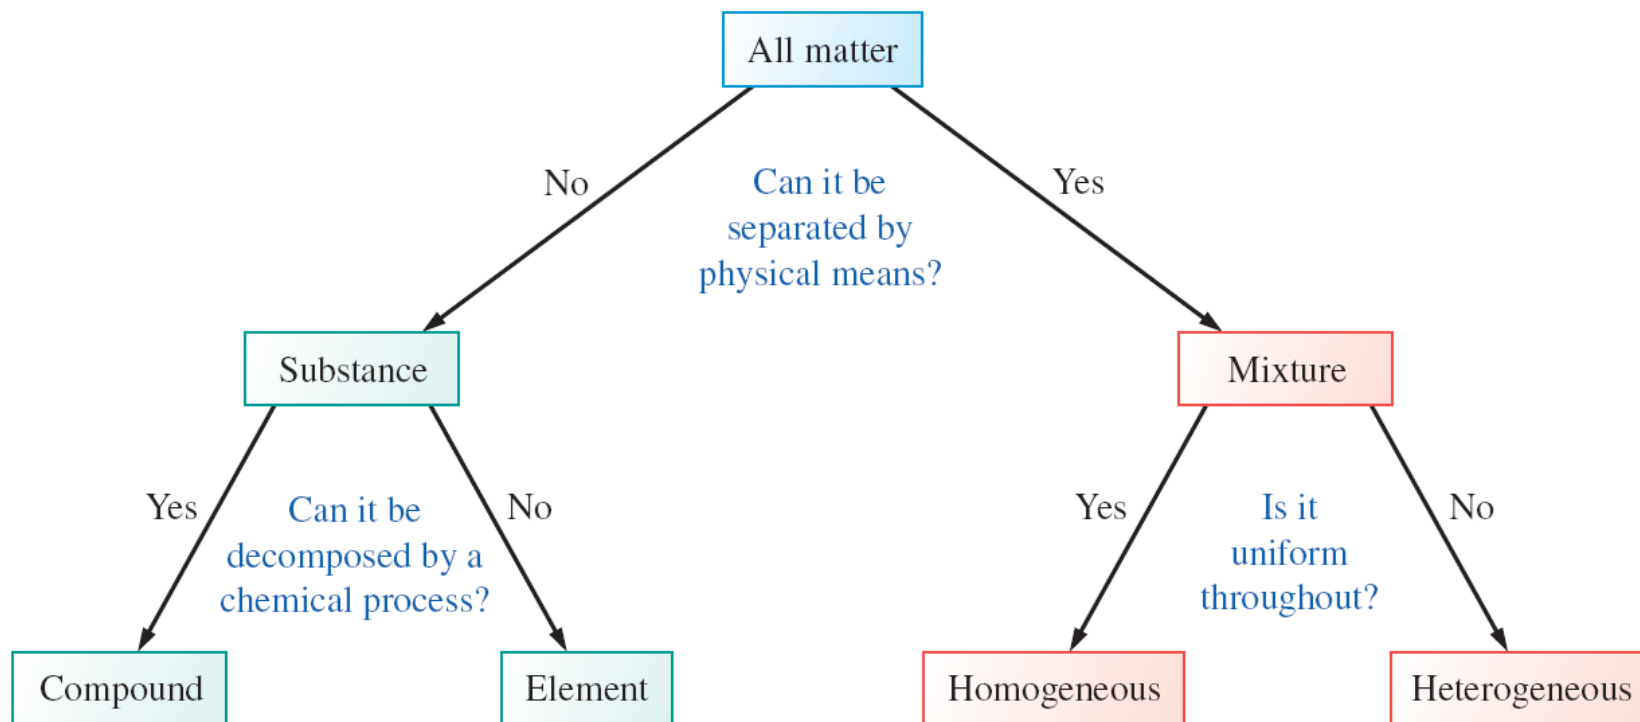 All matter
No
Can it be
separated by
physical means?
Yes
Substance
Mixture
Yes
Can it be
decomposed by a
chemical process?
No
Yes
Is it
uniform
throughout?
No
Compound
Element
Homogeneous
Heterogeneous